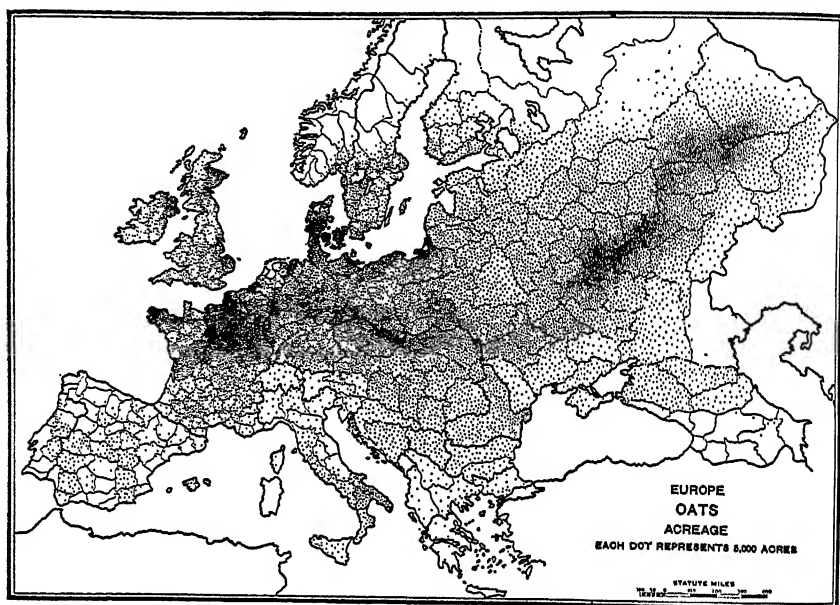 EUROPE
OATS
ACREAGE
EACH DOT REPRESENTS 5,000 ACRES
STATUTE MILES